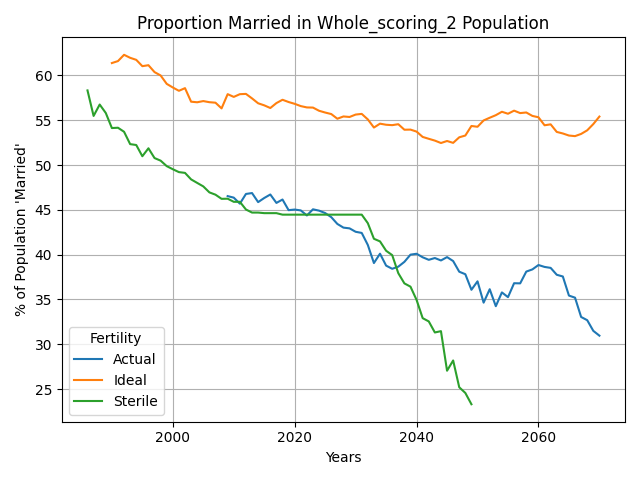 Proportion Married in Whole_scoring_2 Population
% of Population 'Married'
60
55
50
45
40
35
30
25
Fertility
Actual
Ideal
Sterile
2000 2020 2040 2060
Years